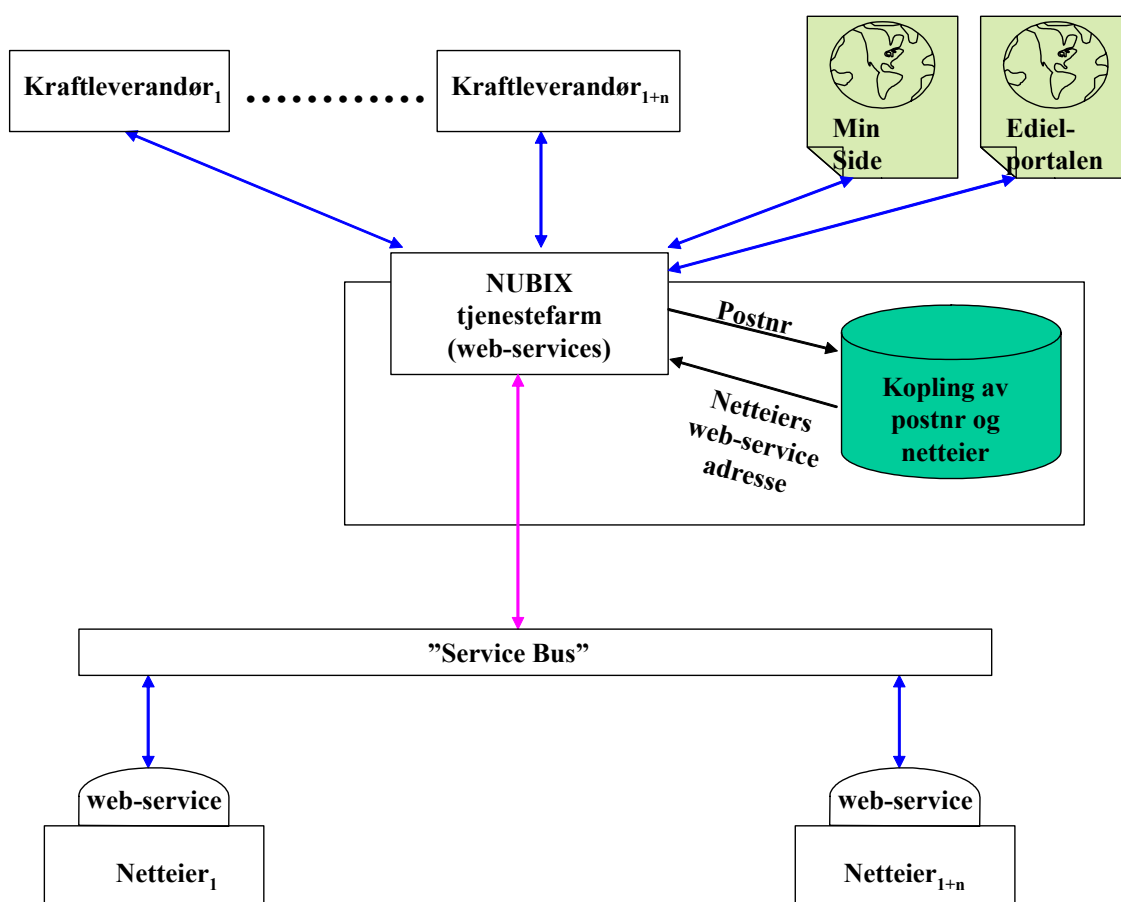 Kraftleverandør1
Kraftleverandør1+n
Min
Side
Ediel-
portalen
NUBIX
tjenestefarm
(web-services)
Postnr
Netteiers
web-service
adresse
Kopling av
postnr og
netteier
”Service Bus”
web-service
Netteier1
web-service
Netteier1+n